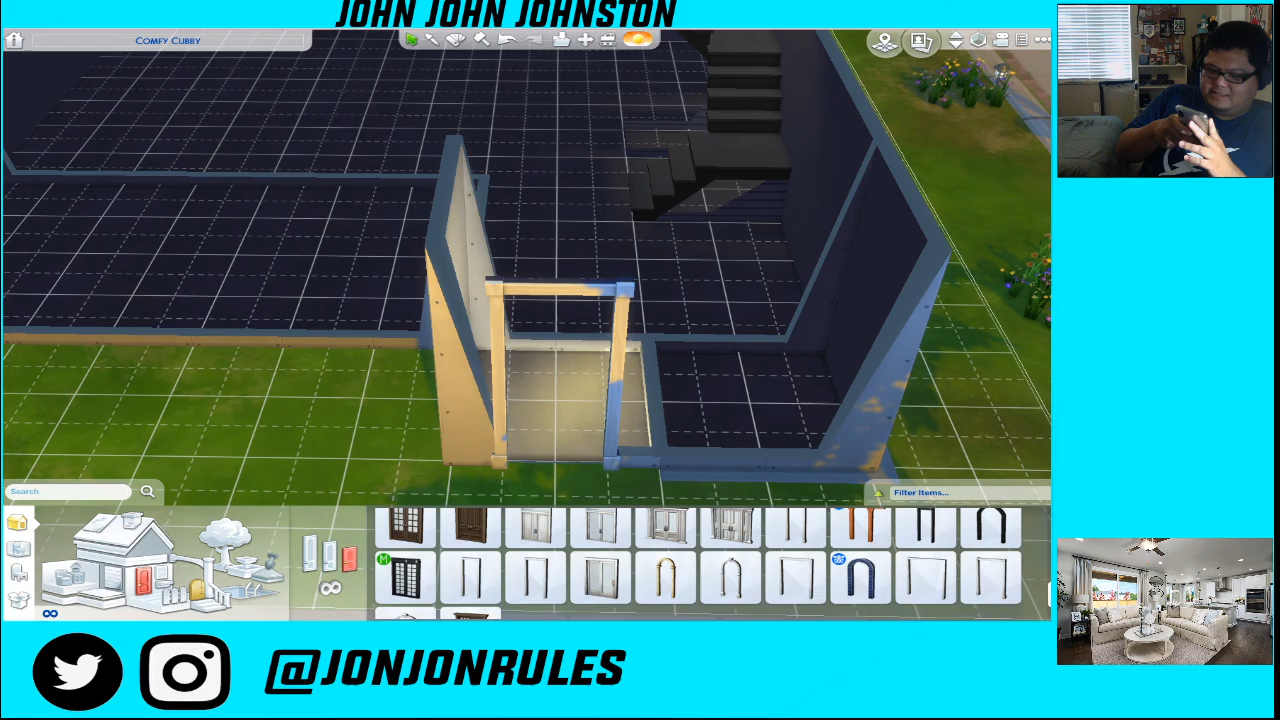 JOHN JOHN JOHNSTON
COMFY CUBBY
Search
Filter Items...
M
@JONJONRULES